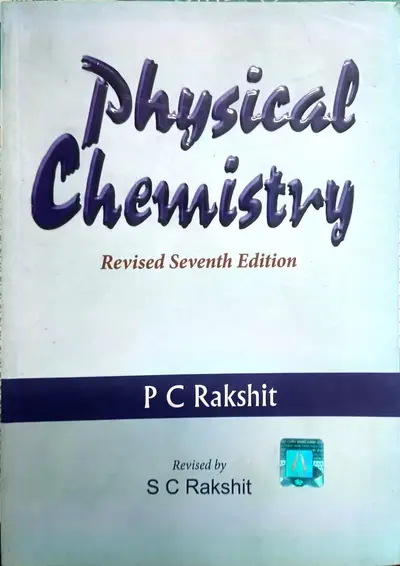 Physical
Chemistry
Revised Seventh Edition
P C Rakshit
Revised by
S C Rakshit